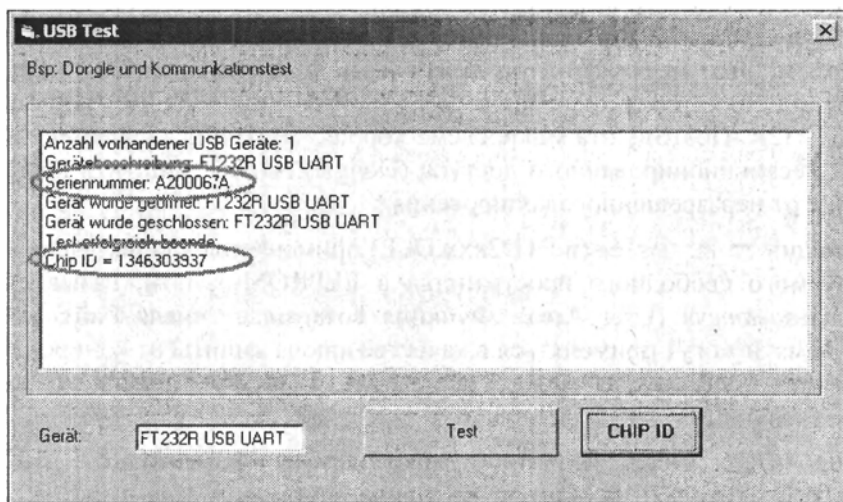 USB Test
Bsp: Dongle und Kommunikationstest
Anzahl vorhandener USB Geräte: 1
Gerätebeschreibung: FT232R USB UART
Seriennummer: A200067A
Gerät wurde geöffnet: FT232R USB UART
Gerät wurde geschlossen: FT232R USB UART
Test erfolgreich beendet
Chip ID = 1346303937
Gerät: FT232R USB UART Test CHIP ID